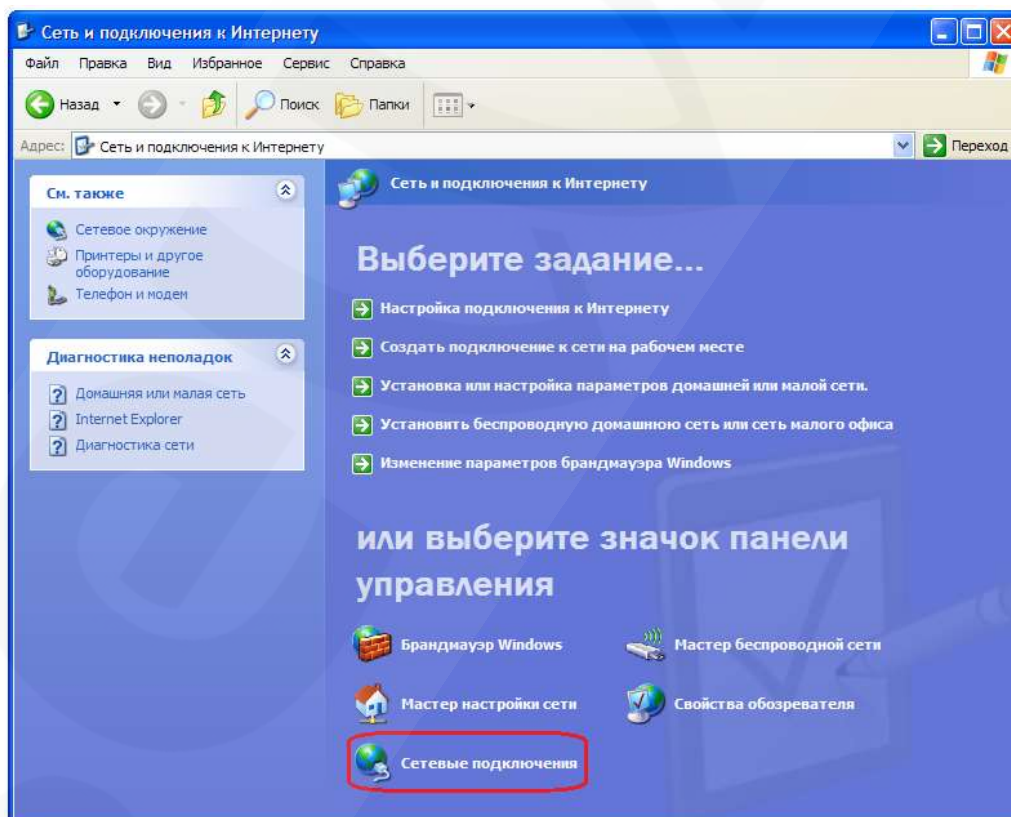 Сеть и подключения к Интернету
Файл Правка Вид Избранное Сервис Справка
Назад Поиск Папки
Адрес: Сеть и подключения к Интернету Переход
См. также
Сетевое окружение
Принтеры и другое
оборудование
Телефон и модем
Диагностика неполадок
Домашняя или малая сеть
Internet Explorer
Диагностика сети
Сеть и подключения к Интернету
Выберите задание...
Настройка подключения к Интернету
Создать подключение к сети на рабочем месте
Установка или настройка параметров домашней или малой сети.
Установить беспроводную домашнюю сеть или сеть малого офиса
Изменение параметров брандмауэра Windows
или выберите значок панели
управления
Брандмауэр Windows Мастер беспроводной сети
Мастер настройки сети Свойства обозревателя
Сетевые подключения